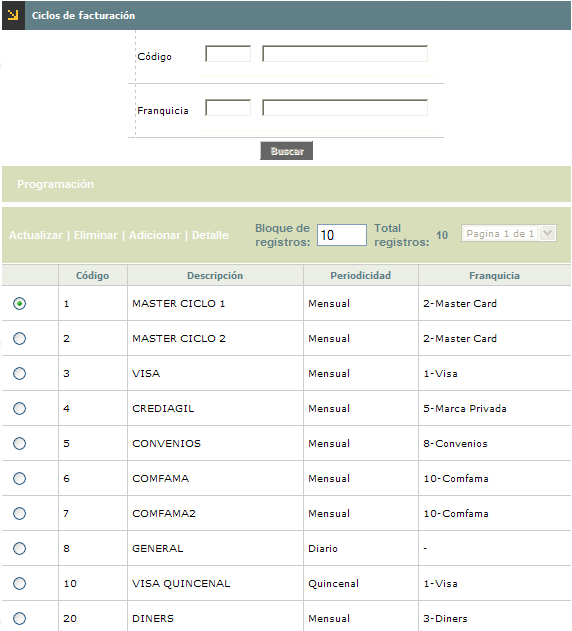 Ciclos de facturación
Código
Franquicia
Buscar
Programación
Actualizar | Eliminar | Adicionar | Detalle Bloque de registros: 10 Total registros: 10 Pagina 1 de 1
Código Descripción Periodicidad Franquicia
1 MASTER CICLO 1 Mensual 2-Master Card
2 MASTER CICLO 2 Mensual 2-Master Card
3 VISA Mensual 1-Visa
4 CREDIAGIL Mensual 5-Marca Privada
5 CONVENIOS Mensual 8-Convenios
6 COMFAMA Mensual 10-Comfama
7 COMFAMA2 Mensual 10-Comfama
8 GENERAL Diario -
10 VISA QUINCENAL Quincenal 1-Visa
20 DINERS Mensual 3-Diners